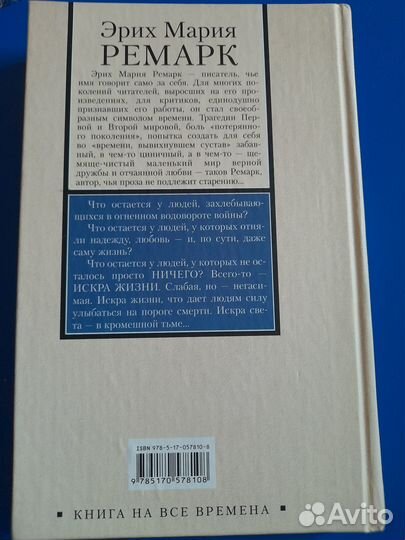 Эрих Мария
РЕМАРК
Эрих Мария Ремарк — писатель, чье
имя говорит само за себя. Для многих по-
колений читателей, выросших на его про-
изведениях, для критиков, единодушно
признавших его работы, он стал своеоб-
разным символом времени. Трагедии Пер-
вой и Второй мировой, боль «потерянно-
го поколения», попытка создать для себя
во «времени, вывихнувшем сустав» забав-
ный, в чем-то циничный, а в чем-то — ще-
мяще-чистый маленький мир верной
дружбы и отчаянной любви — таков Ремарк,
автор, чья проза не подлежит старению...
Что остается у людей, захлебываю-
щихся в огненном водовороте войны?
Что остается у людей, у которых отня-
ли надежду, любовь — и, по сути, даже
саму жизнь?
Что остается у людей, у которых не ос-
талось просто НИЧЕГО? Всего-то —
ИСКРА ЖИЗНИ. Слабая, но — негаси-
мая. Искра жизни, что дает людям силу
улыбаться на пороге смерти. Искра све-
та — в кромешной тьме...
ISBN 978-5-17-057810-8
9 785170 578108
КНИГА НА ВСЕ ВРЕМЕНА
Avito